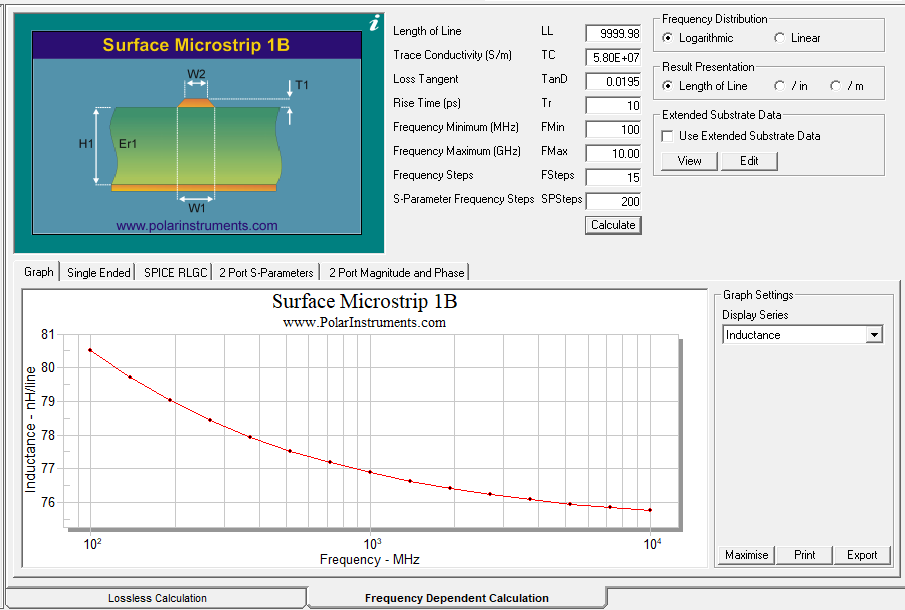 Surface Microstrip 1B
i
W2
T1
H1
Er1
W1
www.polarinstruments.com
Length of Line LL 9999.98
Trace Conductivity (S/m) TC 5.80E+07
Loss Tangent TanD 0.0195
Rise Time (ps) Tr 10
Frequency Minimum (MHz) FMin 100
Frequency Maximum (GHz) FMax 10.00
Frequency Steps FSteps 15
S-Parameter Frequency Steps SPSteps 200
Calculate
Frequency Distribution
Logarithmic Linear
Result Presentation
Length of Line / in / m
Extended Substrate Data
Use Extended Substrate Data
View Edit
Graph Single Ended SPICE RLGC 2 Port S-Parameters 2 Port Magnitude and Phase
Surface Microstrip 1B
www.PolarInstruments.com
Inductance - nH/line
81
80
79
78
77
76
10² 10³ 10⁴
Frequency - MHz
Graph Settings
Display Series
Inductance
Maximise Print Export
Lossless Calculation Frequency Dependent Calculation